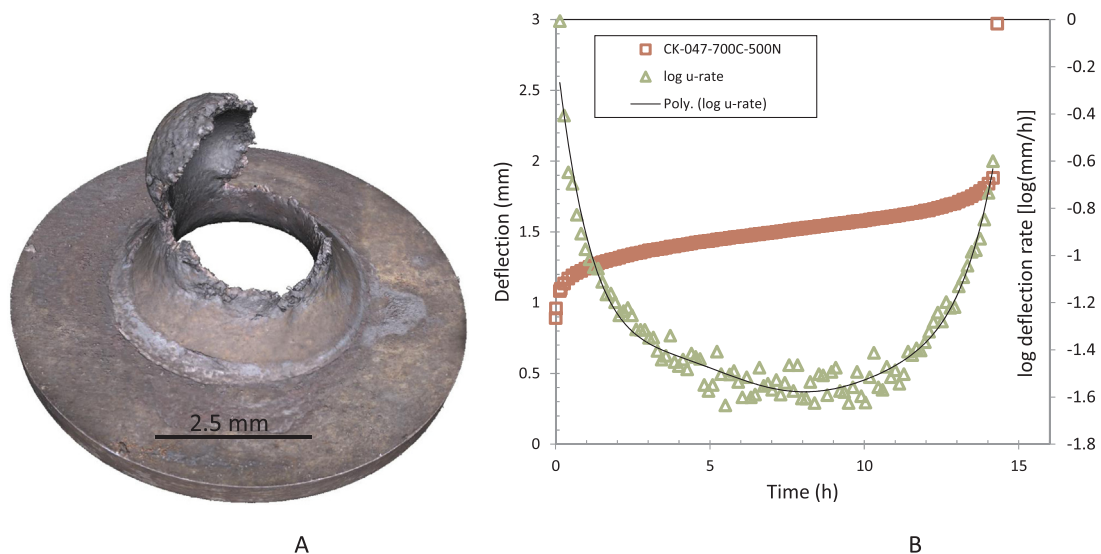 2.5 mm
A
3
2.5
2
1.5
1
0.5
0
Deflection (mm)
CK-047-700C-500N
log u-rate
Poly. (log u-rate)
0
-0.2
-0.4
-0.6
-0.8
-1
-1.2
-1.4
-1.6
-1.8
log deflection rate [log(mm/h)]
0 5 10 15
Time (h)
B